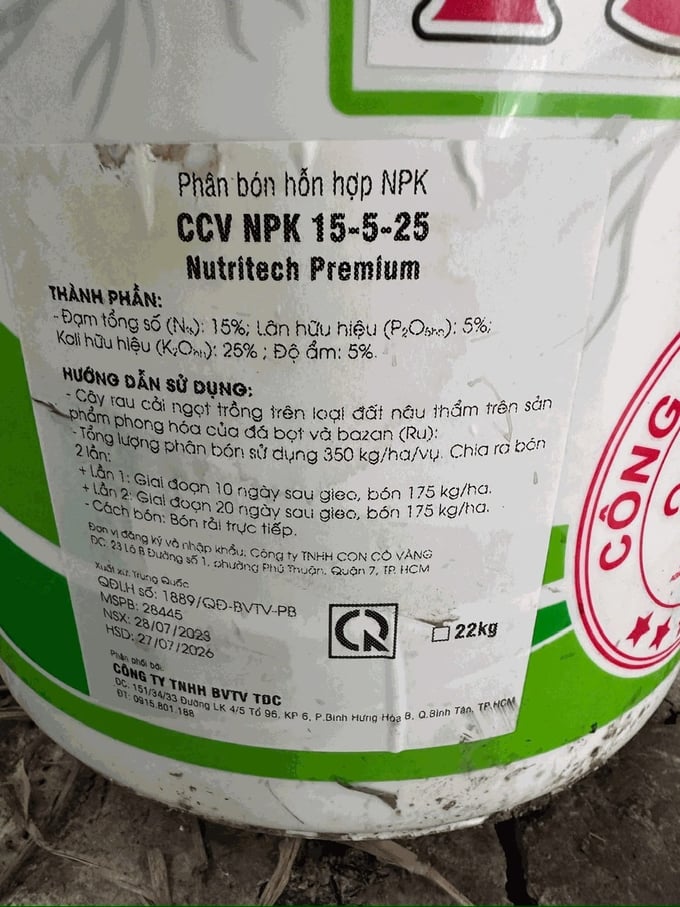 Phân bón hỗn hợp NPK
CCV NPK 15-5-25
Nutritech Premium
THÀNH PHẦN:
- Đạm tổng số (Nts): 15%; Lân hữu hiệu (P2O5hh): 5%;
Kali hữu hiệu (K2Ohh): 25% ; Độ ẩm: 5%.
HƯỚNG DẪN SỬ DỤNG:
- Cây rau cải ngọt trồng trên loại đất nâu thẫm trên sản
phẩm phong hóa của đá bọt và bazan (Ru):
- Tổng lượng phân bón sử dụng 350 kg/ha/vụ. Chia ra bón
2 lần:
+ Lần 1: Giai đoạn 10 ngày sau gieo, bón 175 kg/ha.
+ Lần 2: Giai đoạn 20 ngày sau gieo, bón 175 kg/ha.
- Cách bón: Bón rải trực tiếp.
Đơn vị đăng ký và nhập khẩu: Công ty TNHH CON CÒ VÀNG
ĐC: 23 Lô B Đường số 1, phường Phú Thuận, Quận 7, TP. HCM
Xuất xứ: Trung Quốc
QĐLH số: 1889/QĐ-BVTV-PB
MSPB: 28445
NSX: 28/07/2023
HSD: 27/07/2026
22kg
Phân phối bởi:
CÔNG TY TNHH BVTV TDC
ĐC: 151/34/33 Đường LK 4/5 Tổ 96, KP 6, P.Bình Hưng Hòa B, Q.Bình Tân, TP.HCM
ĐT: 0915.801.188
CÔNG